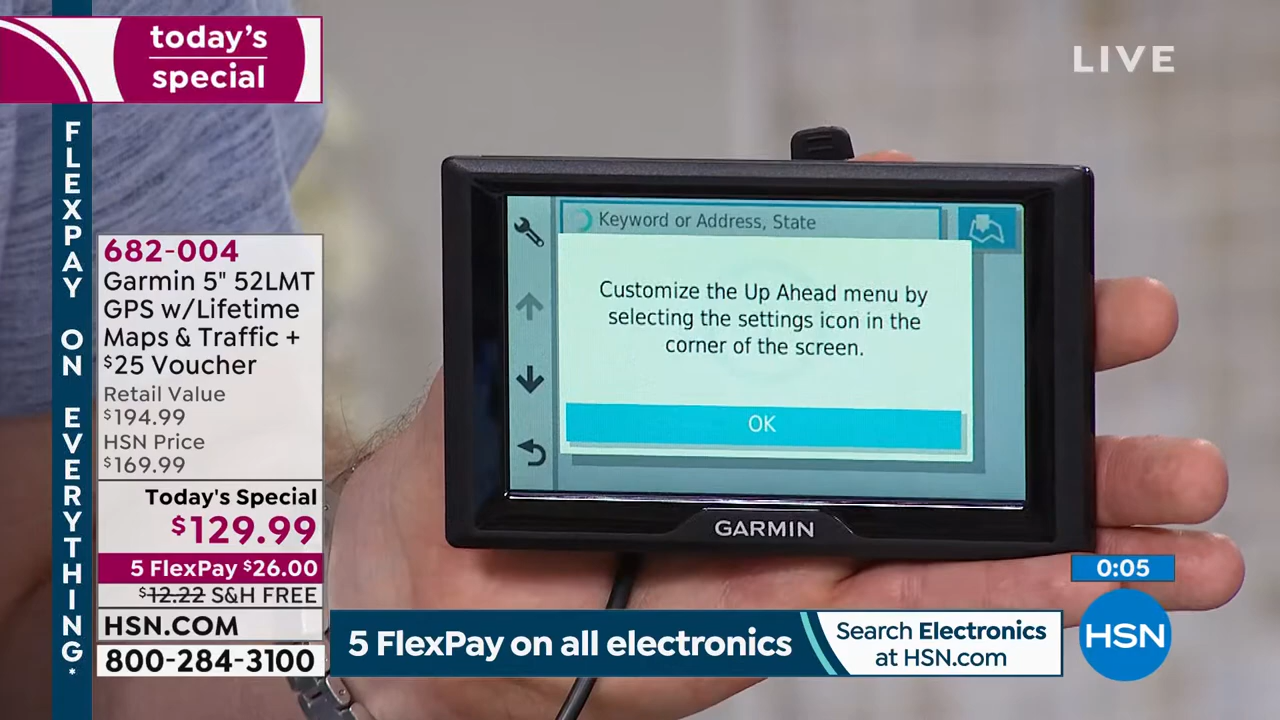 today's
special
LIVE
FLEXPAY ON EVERYTHING*
682-004
Garmin 5" 52LMT
GPS w/Lifetime
Maps & Traffic +
$25 Voucher
Retail Value
$194.99
HSN Price
$169.99
Today's Special
$129.99
5 FlexPay $26.00
$12.22 S&H FREE
HSN.COM
800-284-3100
Keyword or Address, State
Customize the Up Ahead menu by
selecting the settings icon in the
corner of the screen.
OK
GARMIN
0:05
5 FlexPay on all electronics
Search Electronics
at HSN.com
HSN